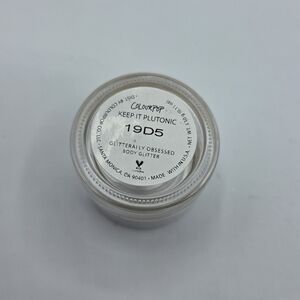 COLOURPOP
KEEP IT PLUTONIC
19D5
GLITTERALLY OBSESSED
BODY GLITTER
SANTA MONICA, CA 90401 • MADE WITH IN USA